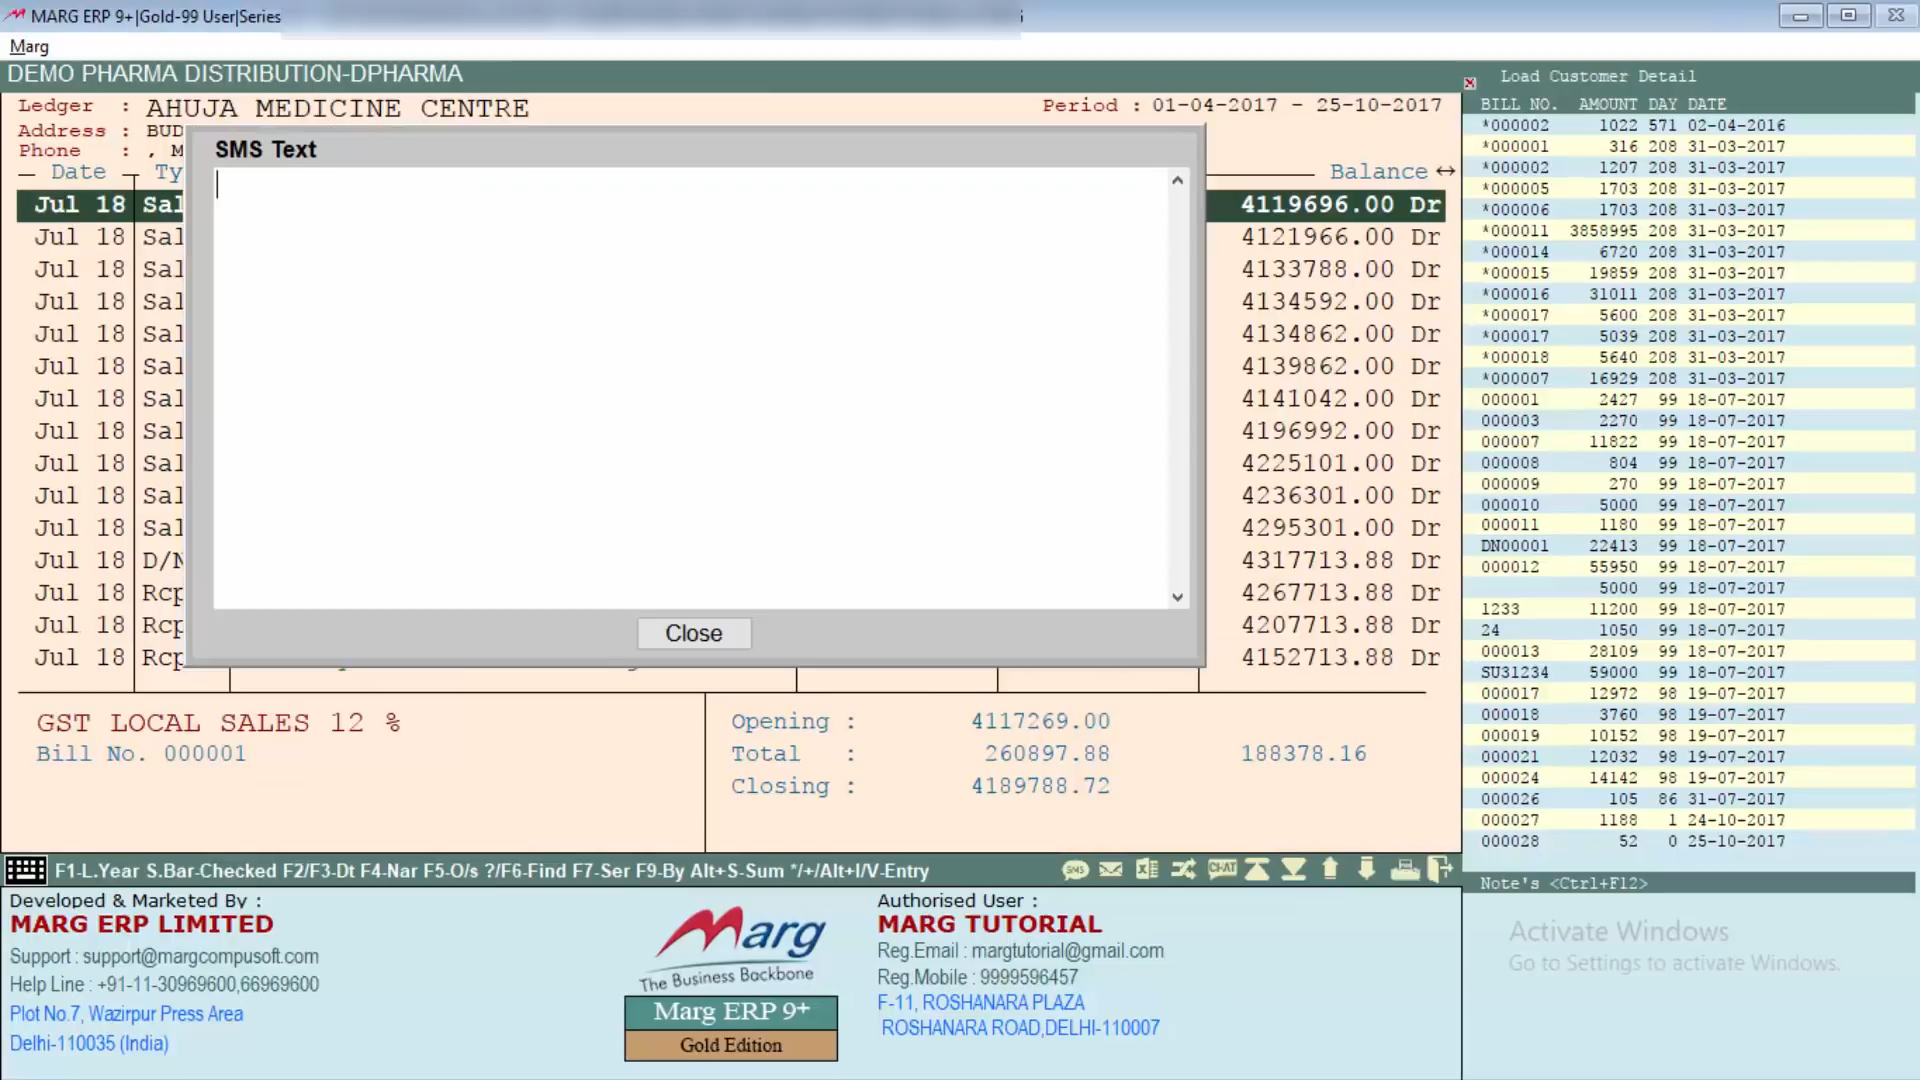 MARG ERP 9+|Gold-99 User|Series
Marg
DEMO PHARMA DISTRIBUTION-DPHARMA
Ledger : AHUJA MEDICINE CENTRE
Period : 01-04-2017 - 25-10-2017
Address : BUD
Phone : , M
Date Ty Balance ↔
SMS Text
Jul 18 Sal 4119696.00 Dr
Jul 18 Sal 4121966.00 Dr
Jul 18 Sal 4133788.00 Dr
Jul 18 Sal 4134592.00 Dr
Jul 18 Sal 4134862.00 Dr
Jul 18 Sal 4139862.00 Dr
Jul 18 Sal 4141042.00 Dr
Jul 18 Sal 4196992.00 Dr
Jul 18 Sal 4225101.00 Dr
Jul 18 Sal 4236301.00 Dr
Jul 18 Sal 4295301.00 Dr
Jul 18 D/N 4317713.88 Dr
Jul 18 Rcp 4267713.88 Dr
Jul 18 Rcp 4207713.88 Dr
Jul 18 Rcp 4152713.88 Dr
Close
GST LOCAL SALES 12 %
Bill No. 000001
Opening : 4117269.00
Total : 260897.88 188378.16
Closing : 4189788.72
F1-L.Year S.Bar-Checked F2/F3-Dt F4-Nar F5-O/s ?/F6-Find F7-Ser F9-By Alt+S-Sum */+/Alt+I/V-Entry
SMS
CHAT
Load Customer Detail
BILL NO. AMOUNT DAY DATE
*000002 1022 571 02-04-2016
*000001 316 208 31-03-2017
*000002 1207 208 31-03-2017
*000005 1703 208 31-03-2017
*000006 1703 208 31-03-2017
*000011 3858995 208 31-03-2017
*000014 6720 208 31-03-2017
*000015 19859 208 31-03-2017
*000016 31011 208 31-03-2017
*000017 5600 208 31-03-2017
*000017 5039 208 31-03-2017
*000018 5640 208 31-03-2017
*000007 16929 208 31-03-2017
000001 2427 99 18-07-2017
000003 2270 99 18-07-2017
000007 11822 99 18-07-2017
000008 804 99 18-07-2017
000009 270 99 18-07-2017
000010 5000 99 18-07-2017
000011 1180 99 18-07-2017
DN00001 22413 99 18-07-2017
000012 55950 99 18-07-2017
5000 99 18-07-2017
1233 11200 99 18-07-2017
24 1050 99 18-07-2017
000013 28109 99 18-07-2017
SU31234 59000 99 18-07-2017
000017 12972 98 19-07-2017
000018 3760 98 19-07-2017
000019 10152 98 19-07-2017
000021 12032 98 19-07-2017
000024 14142 98 19-07-2017
000026 105 86 31-07-2017
000027 1188 1 24-10-2017
000028 52 0 25-10-2017
Note's <Ctrl+F12>
Developed & Marketed By :
MARG ERP LIMITED
Support : support@margcompusoft.com
Help Line : +91-11-30969600,66969600
Plot No.7, Wazirpur Press Area
Delhi-110035 (India)
Marg
The Business Backbone
Marg ERP 9+
Gold Edition
Authorised User :
MARG TUTORIAL
Reg.Email : margtutorial@gmail.com
Reg.Mobile : 9999596457
F-11, ROSHANARA PLAZA
ROSHANARA ROAD,DELHI-110007
Activate Windows
Go to Settings to activate Windows.